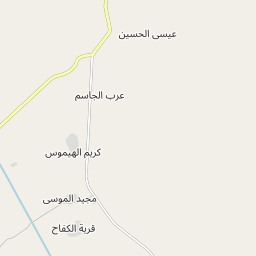 عيسى الحسين
عرب الجاسم
كريم الهيموس
مجيد الموسى
قرية الكفاح